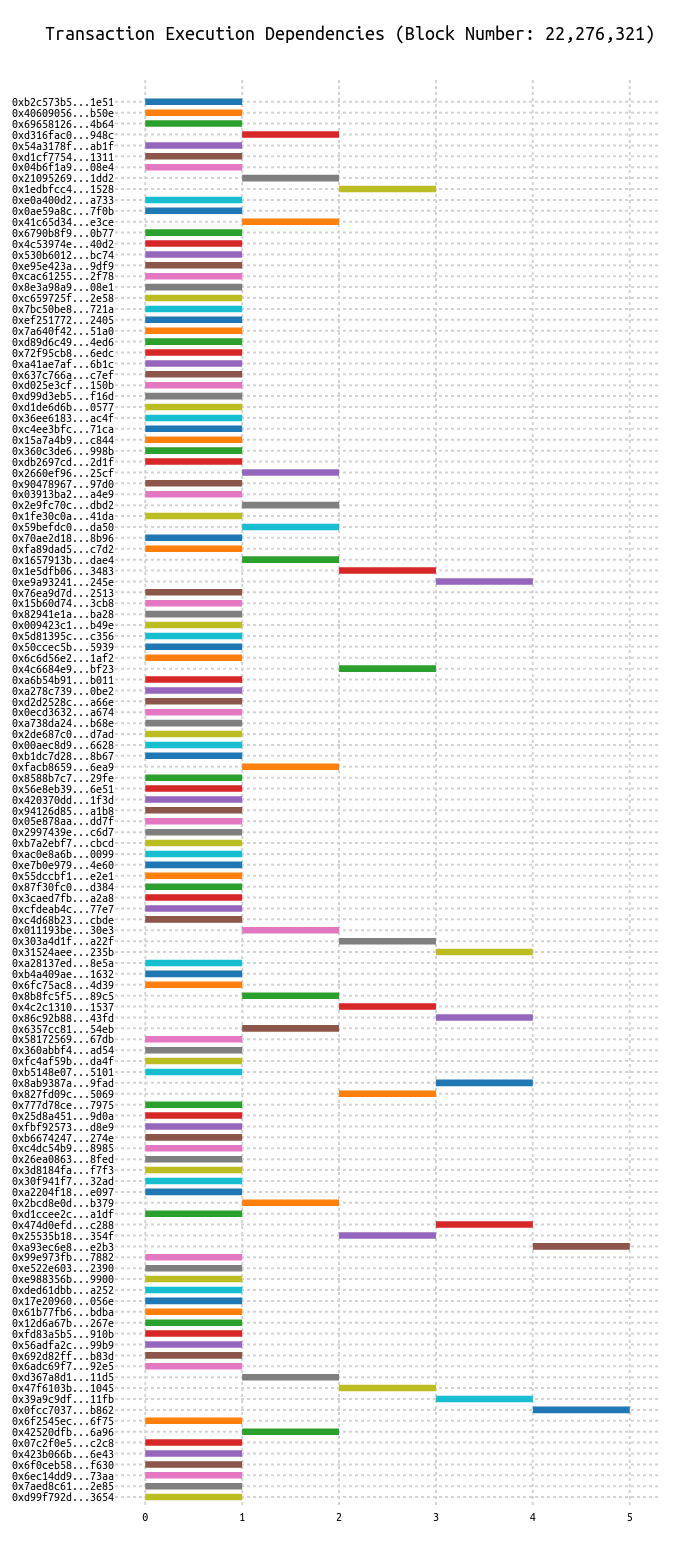 Transaction Execution Dependencies (Block Number: 22,276,321)
0xb2c573b5...1e51
0x40609056...b50e
0x69658126...4b64
0xd316fac0...948c
0x54a3178f...ab1f
0xd1cf7754...1311
0x04b6f1a9...08e4
0x21095269...1dd2
0x1edbfcc4...1528
0xe0a400d2...a733
0x0ae59a8c...7f0b
0x41c65d34...e3ce
0x6790b8f9...0b77
0x4c53974e...40d2
0x530b6012...bc74
0xe95e423a...9df9
0xcac61255...2f78
0x8e3a98a9...08e1
0xc659725f...2e58
0x7bc50be8...721a
0xef251772...2405
0x7a640f42...51a0
0xd89d6c49...4ed6
0x72f95cb8...6edc
0xa41ae7af...6b1c
0x637c766a...c7ef
0xd025e3cf...150b
0xd99d3eb5...f16d
0xd1de6d6b...0577
0x36ee6183...ac4f
0xc4ee3bfc...71ca
0x15a7a4b9...c844
0x360c3de6...998b
0xdb2697cd...2d1f
0x2660ef96...25cf
0x90478967...97d0
0x03913ba2...a4e9
0x2e9fc70c...dbd2
0x1fe30c0a...41da
0x59befdc0...da50
0x70ae2d18...8b96
0xfa89dad5...c7d2
0x1657913b...dae4
0x1e5dfb06...3483
0xe9a93241...245e
0x76ea9d7d...2513
0x15b60d74...3cb8
0x82941e1a...ba28
0x009423c1...b49e
0x5d81395c...c356
0x50ccec5b...5939
0x6c6d56e2...1af2
0x4c6684e9...bf23
0xa6b54b91...b011
0xa278c739...0be2
0xd2d2528c...a66e
0x0ecd3632...a674
0xa738da24...b68e
0x2de687c0...d7ad
0x00aec8d9...6628
0xb1dc7d28...8b67
0xfacb8659...6ea9
0x8588b7c7...29fe
0x56e8eb39...6e51
0x420370dd...1f3d
0x94126d85...a1b8
0x05e878aa...dd7f
0x2997439e...c6d7
0xb7a2ebf7...cbcd
0xac0e8a6b...0099
0xe7b0e979...4e60
0x55dccbf1...e2e1
0x87f30fc0...d384
0x3caed7fb...a2a8
0xcfdeab4c...77e7
0xc4d68b23...cbde
0x011193be...30e3
0x303a4d1f...a22f
0x31524aee...235b
0xa28137ed...8e5a
0xb4a409ae...1632
0x6fc75ac8...4d39
0x8b8fc5f5...89c5
0x4c2c1310...1537
0x86c92b88...43fd
0x6357cc81...54eb
0x58172569...67db
0x360abbf4...ad54
0xfc4af59b...da4f
0xb5148e07...5101
0x8ab9387a...9fad
0x827fd09c...5069
0x777d78ce...7975
0x25d8a451...9d0a
0xfbf92573...d8e9
0xb6674247...274e
0xc4dc54b9...8985
0x26ea0863...8fed
0x3d8184fa...f7f3
0x30f941f7...32ad
0xa2204f18...e097
0x2bcd8e0d...b379
0xd1ccee2c...a1df
0x474d0efd...c288
0x25535b18...354f
0xa93ec6e8...e2b3
0x99e973fb...7882
0xe522e603...2390
0xe988356b...9900
0xded61dbb...a252
0x17e20960...056e
0x61b77fb6...bdba
0x12d6a67b...267e
0xfd83a5b5...910b
0x56adfa2c...99b9
0x692d82ff...b83d
0x6adc69f7...92e5
0xd367a8d1...11d5
0x47f6103b...1045
0x39a9c9df...11fb
0x0fcc7037...b862
0x6f2545ec...6f75
0x42520dfb...6a96
0x07c2f0e5...c2c8
0x423b066b...6e43
0x6f0ceb58...f630
0x6ec14dd9...73aa
0x7aed8c61...2e85
0xd99f792d...3654
0 1 2 3 4 5